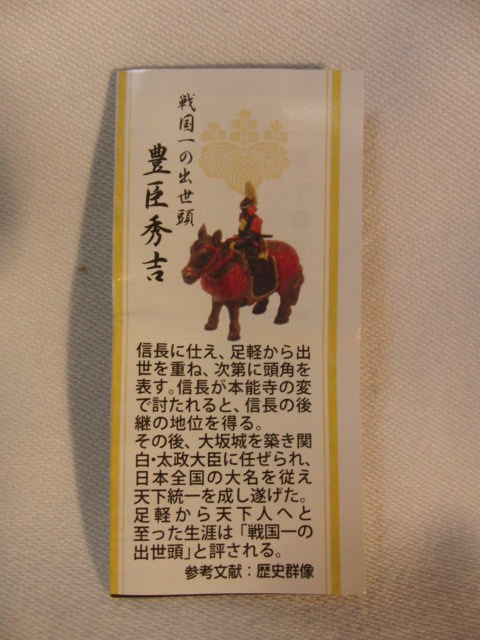 戦国一の出世頭
豊臣秀吉
信長に仕え、足軽から出
世を重ね、次第に頭角を
表す。信長が本能寺の変
で討たれると、信長の後
継の地位を得る。
その後、大坂城を築き関
白・太政大臣に任ぜられ、
日本全国の大名を従え
天下統一を成し遂げた。
足軽から天下人へと
至った生涯は「戦国一の
出世頭」と評される。
参考文献：歴史群像